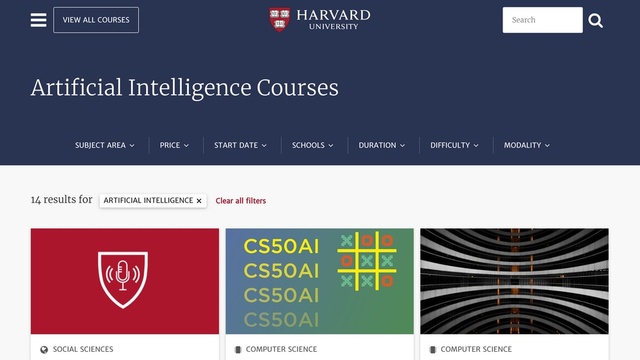 VIEW ALL COURSES
HARVARD
UNIVERSITY
Search
Artificial Intelligence Courses
SUBJECT AREA
PRICE
START DATE
SCHOOLS
DURATION
DIFFICULTY
MODALITY
14 results for
ARTIFICIAL INTELLIGENCE ×
Clear all filters
CS50AI
CS50AI
CS50AI
CS50AI
SOCIAL SCIENCES
COMPUTER SCIENCE
COMPUTER SCIENCE